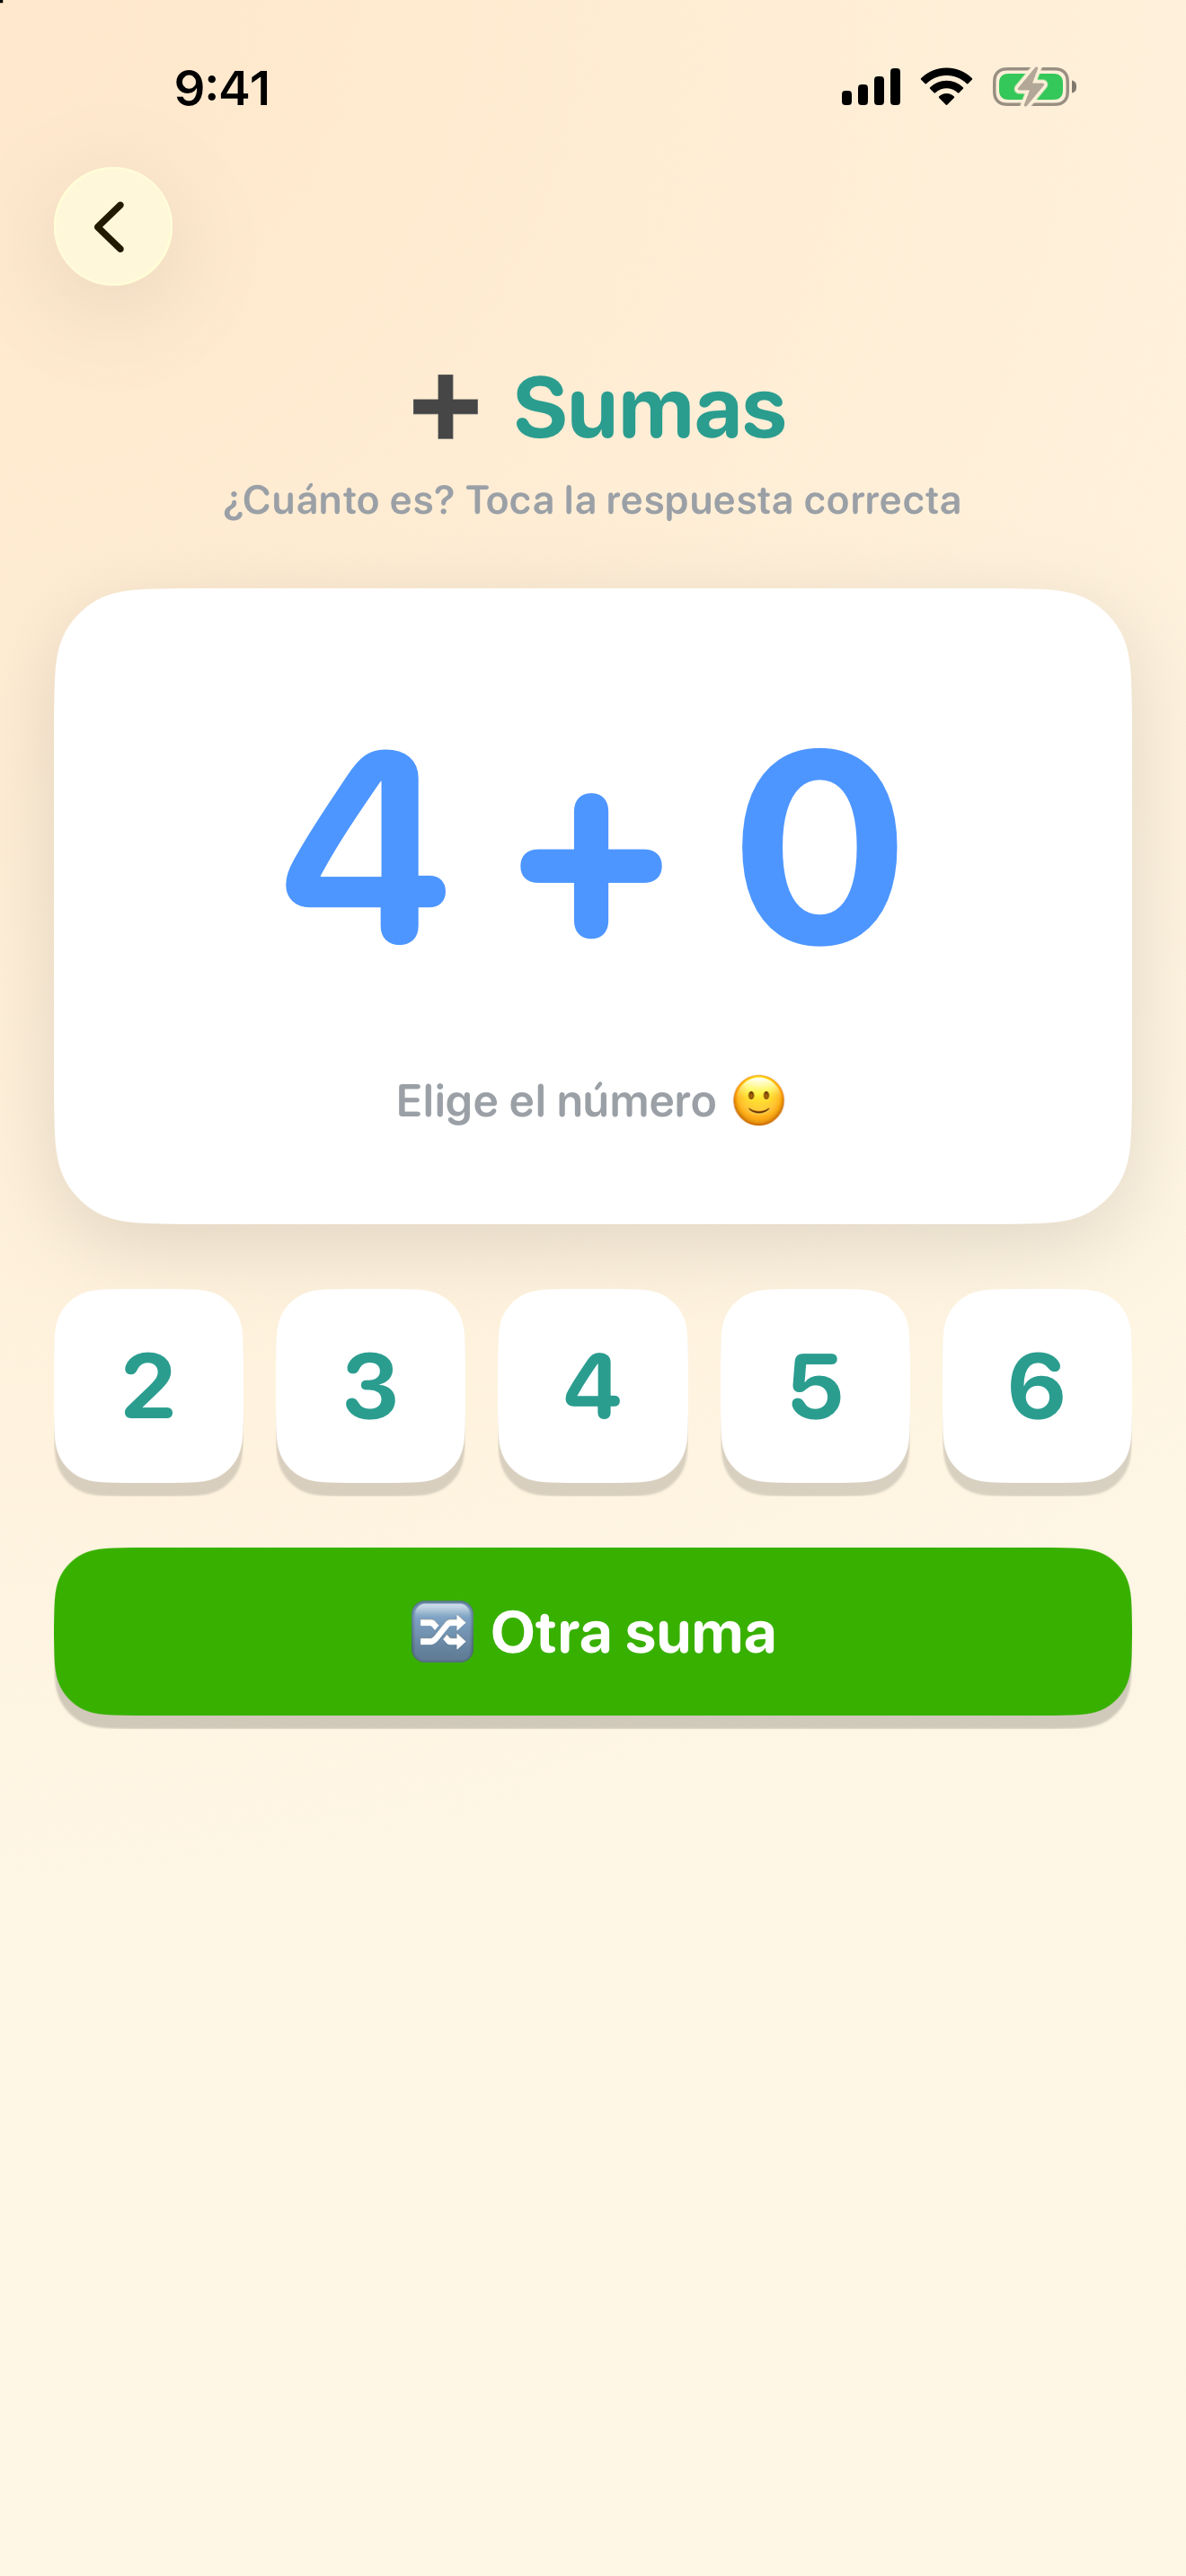 9:41
➕ Sumas
¿Cuánto es? Toca la respuesta correcta
4 + 0
Elige el número 🙂
2 3 4 5 6
🔀 Otra suma